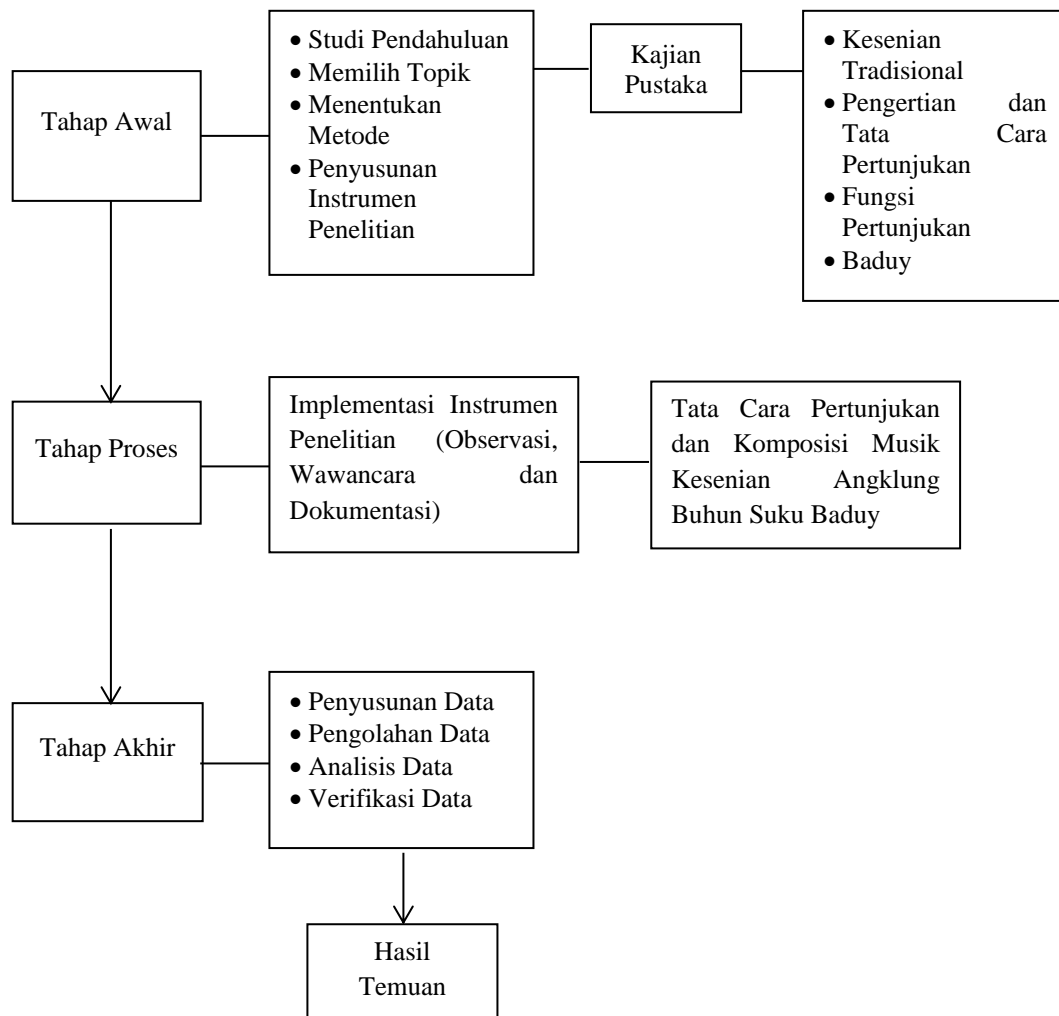 Tahap Awal
• Studi Pendahuluan
• Memilih Topik
• Menentukan
Metode
• Penyusunan
Instrumen
Penelitian
Kajian
Pustaka
• Kesenian
Tradisional
• Pengertian dan
Tata Cara
Pertunjukan
• Fungsi
Pertunjukan
• Baduy
Tahap Proses
Implementasi Instrumen
Penelitian (Observasi,
Wawancara dan
Dokumentasi)
Tata Cara Pertunjukan
dan Komposisi Musik
Kesenian Angklung
Buhun Suku Baduy
Tahap Akhir
• Penyusunan Data
• Pengolahan Data
• Analisis Data
• Verifikasi Data
Hasil
Temuan